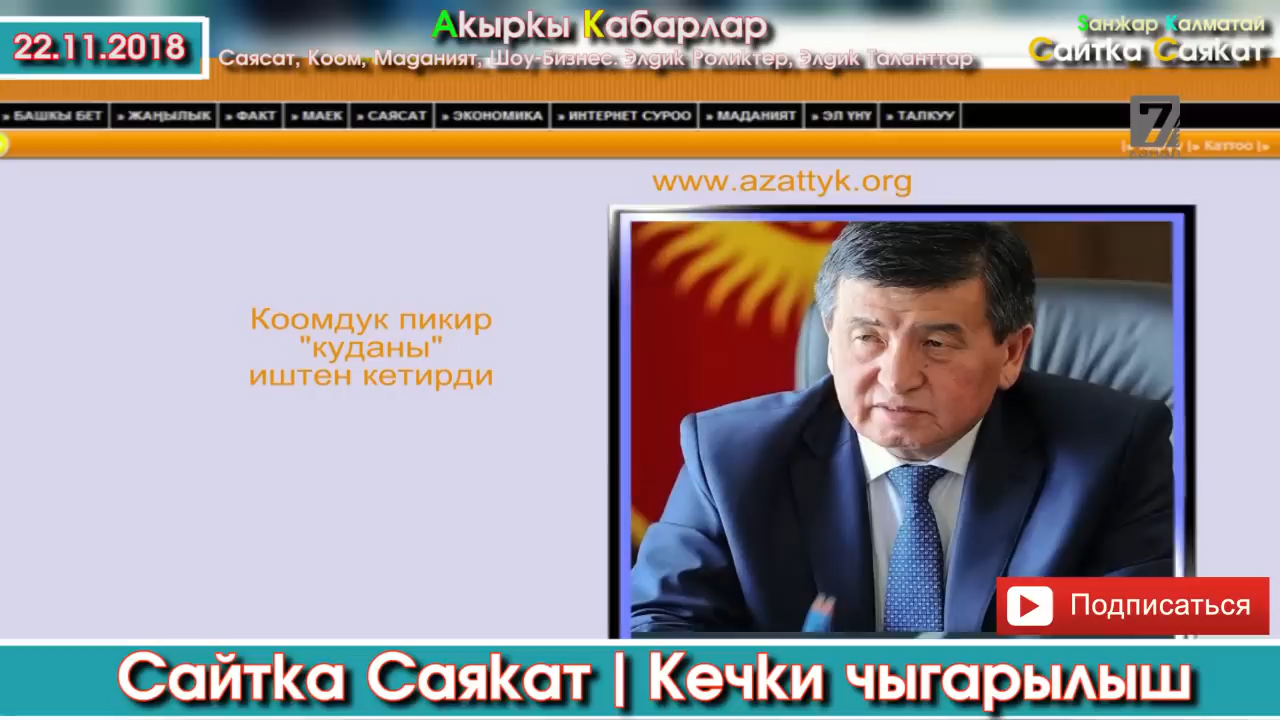 Акыркы Кабарлар
Sанжар Калматай
22.11.2018
Саясат, Коом, Маданият, Шоу-Бизнес. Элдик Роликтер, Элдик Таланттар
Сайтка Саякат
» БАШКЫ БЕТ » ЖАҢЫЛЫК » ФАКТ » МАЕК » САЯСАТ » ЭКОНОМИКА » ИНТЕРНЕТ СУРОО » МАДАНИЯТ » ЭЛ ҮНҮ » ТАЛКУУ
7
|» Каттоо |»
www.azattyk.org
Коомдук пикир
"куданы"
иштен кетирди
Подписаться
Сайтка Саякат | Кечки чыгарылыш